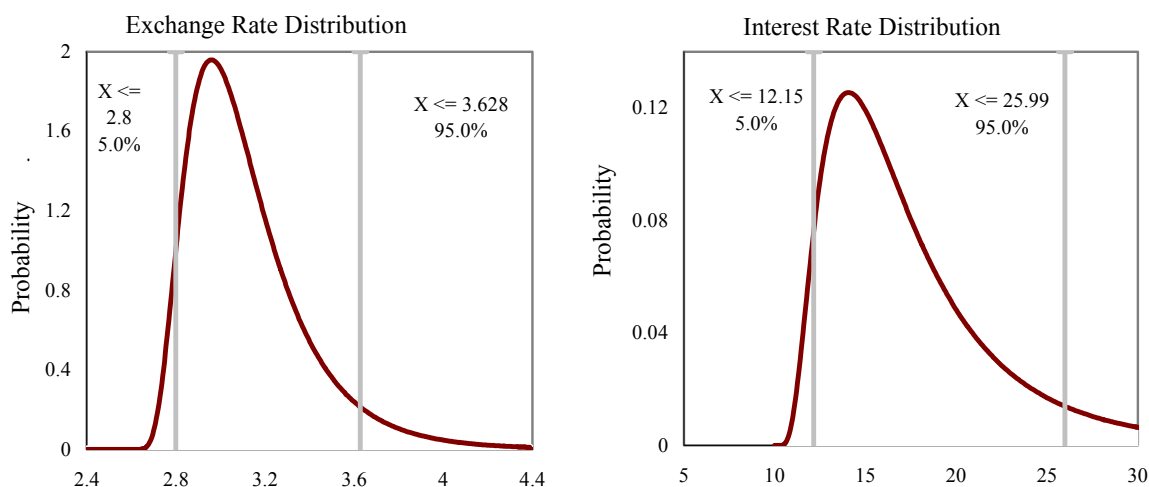 Exchange Rate Distribution
Probability
2
1.6
1.2
0.8
0.4
0
X <=
2.8
5.0%
X <= 3.628
95.0%
2.4 2.8 3.2 3.6 4 4.4
Interest Rate Distribution
Probability
0.12
0.08
0.04
0
X <= 12.15
5.0%
X <= 25.99
95.0%
5 10 15 20 25 30